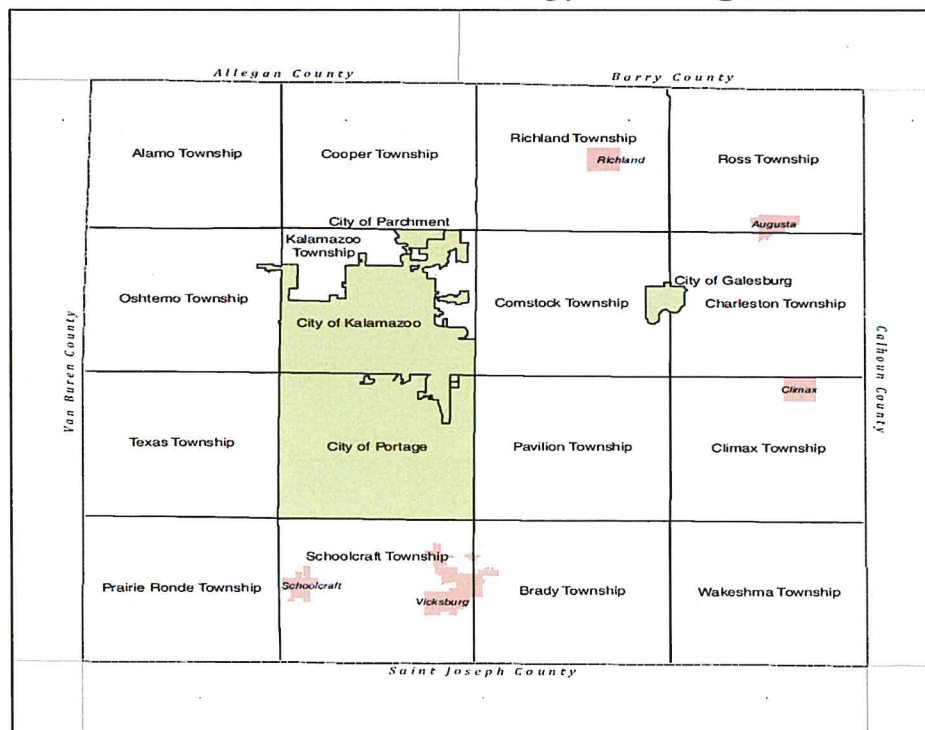 Allegan County
Barry County
Alamo Township
Cooper Township
Richland Township
Richland
Ross Township
City of Parchment
Augusta
Kalamazoo
Township
Oshtemo Township
City of Kalamazoo
Comstock Township
City of Galesburg
Charleston Township
Van Buren County
Calhoun County
Climax
Texas Township
City of Portage
Pavilion Township
Climax Township
Schoolcraft Township
Prairie Ronde Township
Schoolcraft
Vicksburg
Brady Township
Wakeshma Township
Saint Joseph County